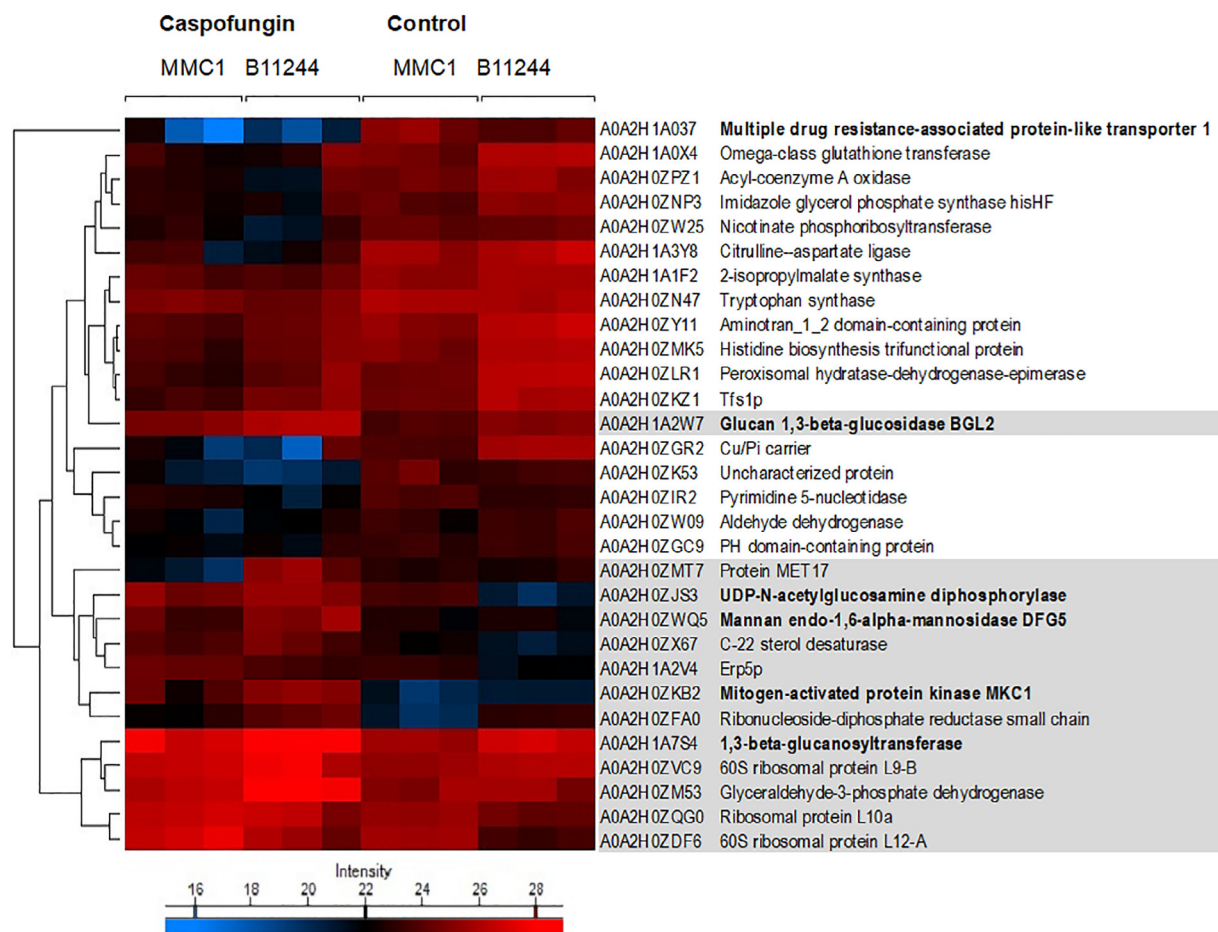 Caspofungin Control
MMC1 B11244 MMC1 B11244
A0A2H1A037 Multiple drug resistance-associated protein-like transporter 1
A0A2H1A0X4 Omega-class glutathione transferase
A0A2H0ZPZ1 Acyl-coenzyme A oxidase
A0A2H0ZNP3 Imidazole glycerol phosphate synthase hisHF
A0A2H0ZW25 Nicotinate phosphoribosyltransferase
A0A2H1A3Y8 Citrulline--aspartate ligase
A0A2H1A1F2 2-isopropylmalate synthase
A0A2H0ZN47 Tryptophan synthase
A0A2H0ZY11 Aminotran_1_2 domain-containing protein
A0A2H0ZMK5 Histidine biosynthesis trifunctional protein
A0A2H0ZLR1 Peroxisomal hydratase-dehydrogenase-epimerase
A0A2H0ZKZ1 Tfs1p
A0A2H1A2W7 Glucan 1,3-beta-glucosidase BGL2
A0A2H0ZGR2 Cu/Pi carrier
A0A2H0ZK53 Uncharacterized protein
A0A2H0ZIR2 Pyrimidine 5-nucleotidase
A0A2H0ZW09 Aldehyde dehydrogenase
A0A2H0ZGC9 PH domain-containing protein
A0A2H0ZMT7 Protein MET17
A0A2H0ZJS3 UDP-N-acetylglucosamine diphosphorylase
A0A2H0ZWQ5 Mannan endo-1,6-alpha-mannosidase DFG5
A0A2H0ZX67 C-22 sterol desaturase
A0A2H1A2V4 Erp5p
A0A2H0ZKB2 Mitogen-activated protein kinase MKC1
A0A2H0ZFA0 Ribonucleoside-diphosphate reductase small chain
A0A2H1A7S4 1,3-beta-glucanosyltransferase
A0A2H0ZVC9 60S ribosomal protein L9-B
A0A2H0ZM53 Glyceraldehyde-3-phosphate dehydrogenase
A0A2H0ZQG0 Ribosomal protein L10a
A0A2H0ZDF6 60S ribosomal protein L12-A
Intensity
16 18 20 22 24 26 28